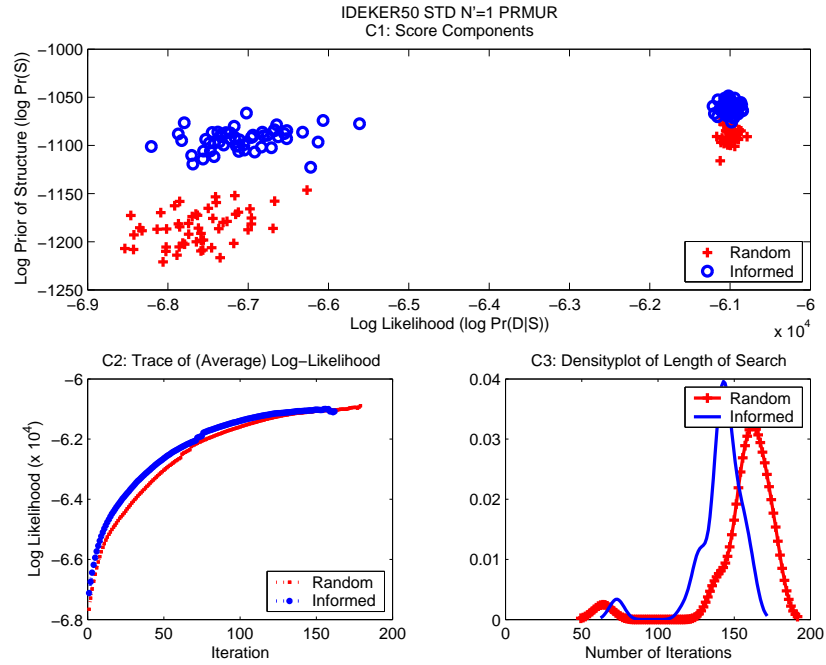 IDEKER50 STD N'=1 PRMUR
C1: Score Components
Log Prior of Structure (log Pr(S))
−1000
−1050
−1100
−1150
−1200
−1250
−6.9
−6.8
−6.7
−6.6
−6.5
−6.4
−6.3
−6.2
−6.1
−6
x 10^4
Log Likelihood (log Pr(D|S))
Random
Informed
C2: Trace of (Average) Log−Likelihood
Log Likelihood (x 10^4)
−6
−6.2
−6.4
−6.6
−6.8
0
50
100
150
200
Iteration
Random
Informed
C3: Densityplot of Length of Search
0.04
0.03
0.02
0.01
0
0
50
100
150
200
Number of Iterations
Random
Informed